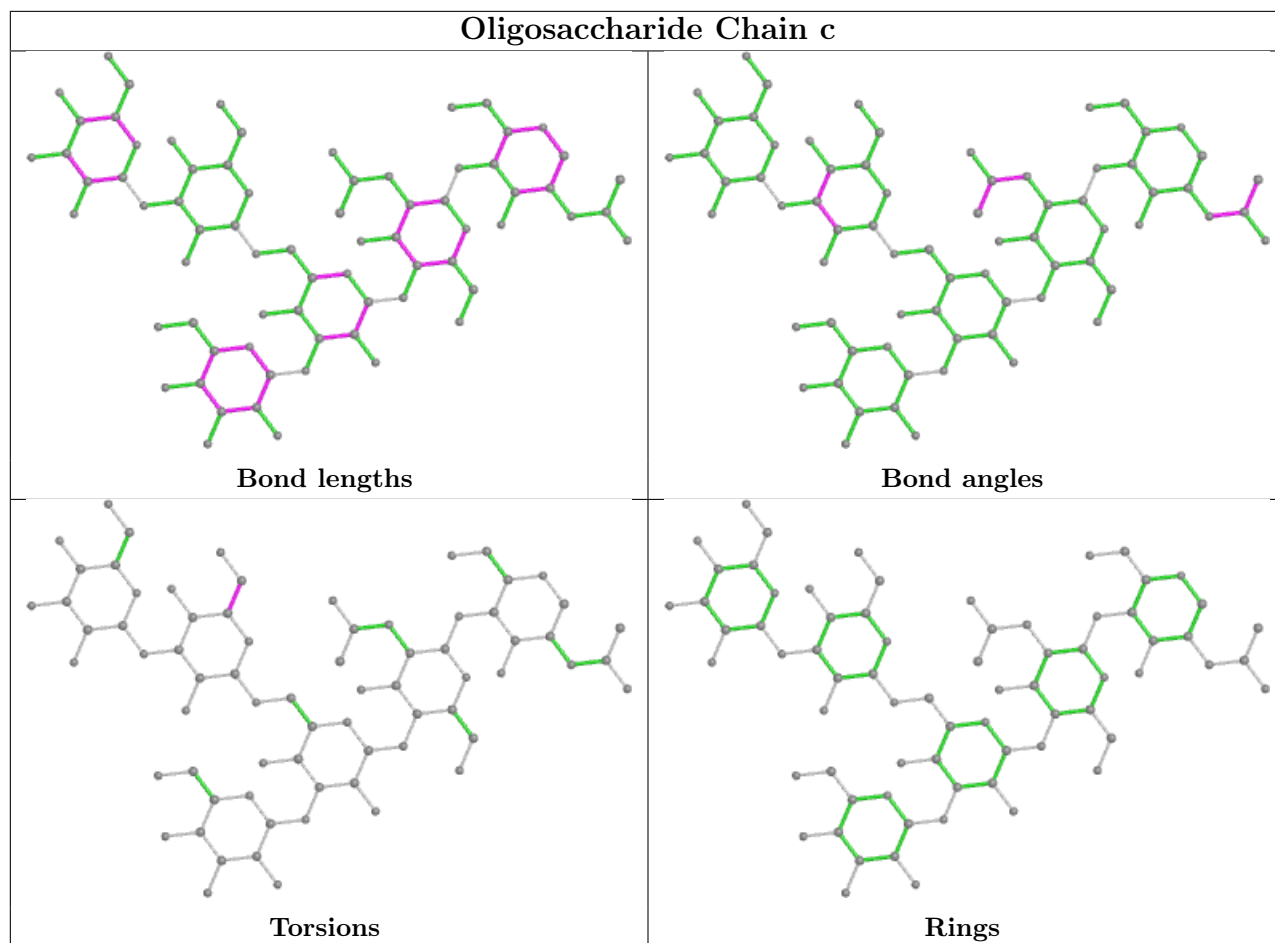 Oligosaccharide Chain c
Bond lengths
Bond angles
Torsions
Rings